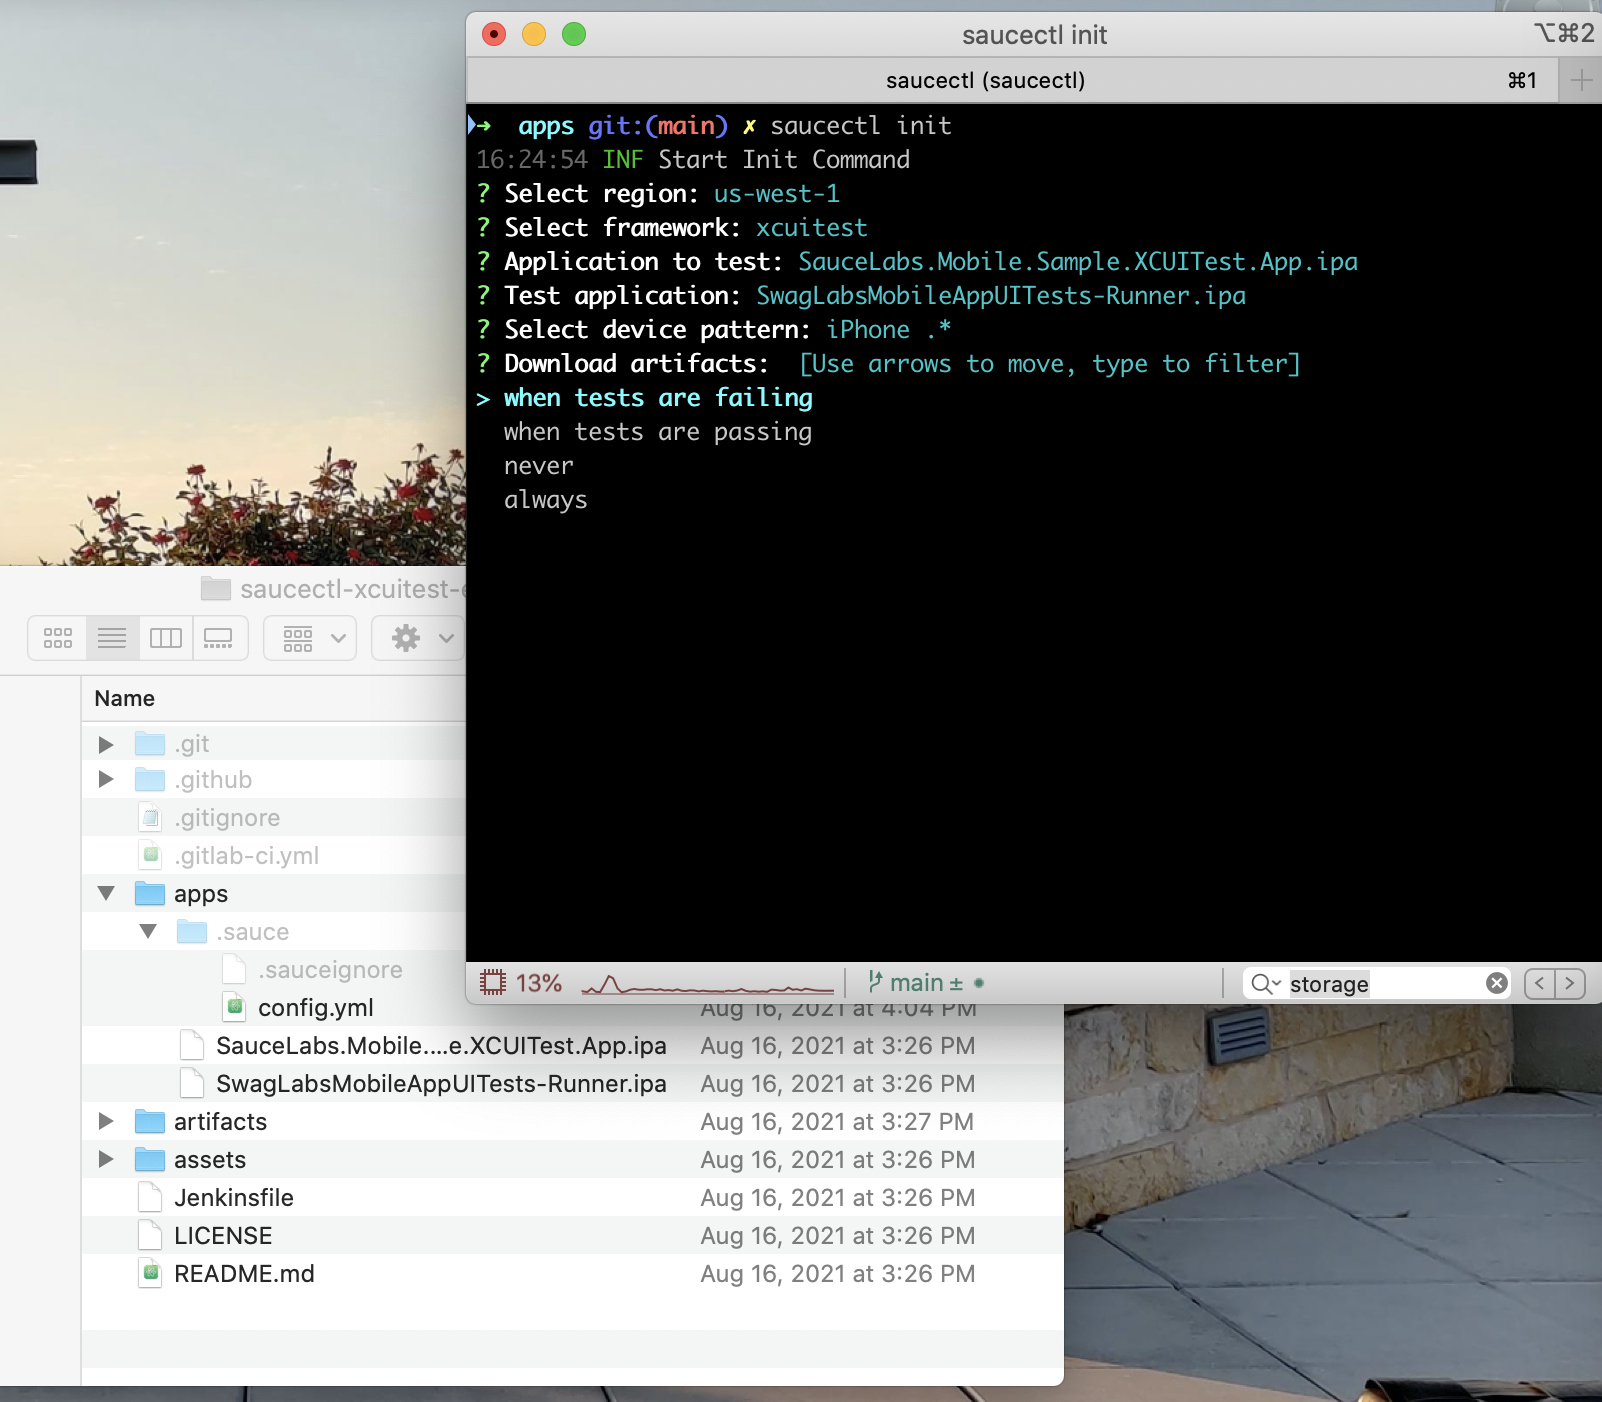 saucectl init
⌥⌘2
saucectl (saucectl)
⌘1
➜ apps git:(main) ✗ saucectl init
16:24:54 INF Start Init Command
? Select region: us-west-1
? Select framework: xcuitest
? Application to test: SauceLabs.Mobile.Sample.XCUITest.App.ipa
? Test application: SwagLabsMobileAppUITests-Runner.ipa
? Select device pattern: iPhone .*
? Download artifacts: [Use arrows to move, type to filter]
> when tests are failing
when tests are passing
never
always
13%
main ±
storage
Name
.git
.github
.gitignore
.gitlab-ci.yml
apps
.sauce
.sauceignore
config.yml Aug 16, 2021 at 4:04 PM
SauceLabs.Mobile....e.XCUITest.App.ipa Aug 16, 2021 at 3:26 PM
SwagLabsMobileAppUITests-Runner.ipa Aug 16, 2021 at 3:26 PM
artifacts Aug 16, 2021 at 3:27 PM
assets Aug 16, 2021 at 3:26 PM
Jenkinsfile Aug 16, 2021 at 3:26 PM
LICENSE Aug 16, 2021 at 3:26 PM
README.md Aug 16, 2021 at 3:26 PM